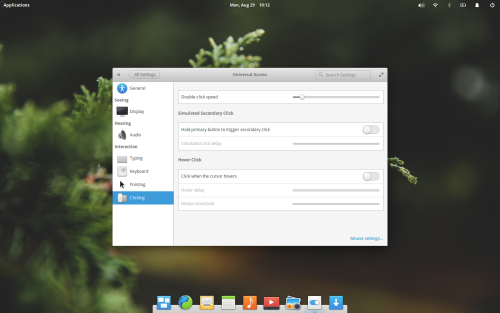 Applications
Mon, Aug 29 10:12
All Settings
Universal Access
Search Settings
General
Seeing
Display
Hearing
Audio
Interaction
Typing
Keyboard
Pointing
Clicking
Double-click speed
Simulated Secondary Click
Hold primary button to trigger secondary click
Simulated click delay
Hover Click
Click when the cursor hovers
Hover delay
Motion threshold
Mouse settings...